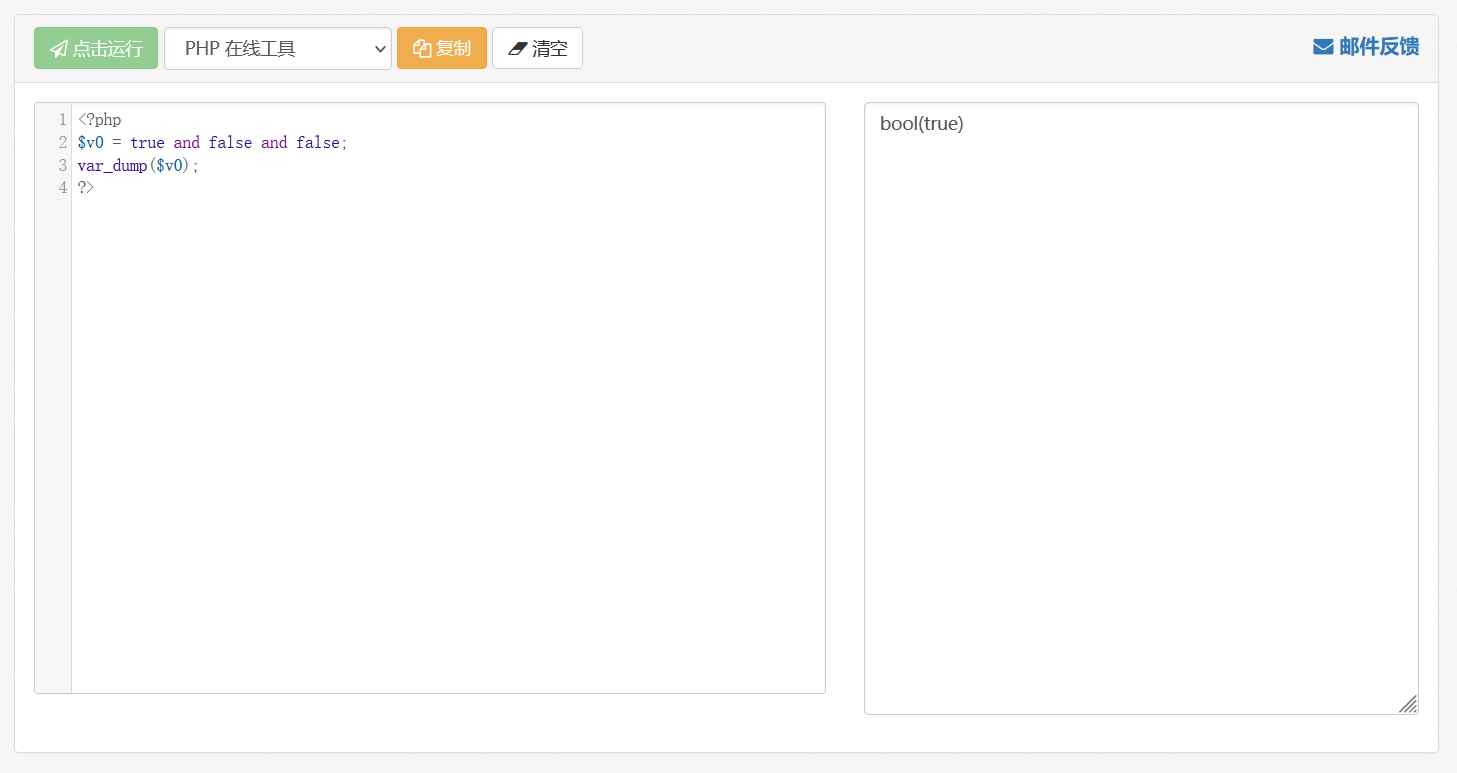 点击运行 PHP 在线工具 复制 清空 邮件反馈
1 <?php
2 $v0 = true and false and false;
3 var_dump($v0);
4 ?>
bool(true)